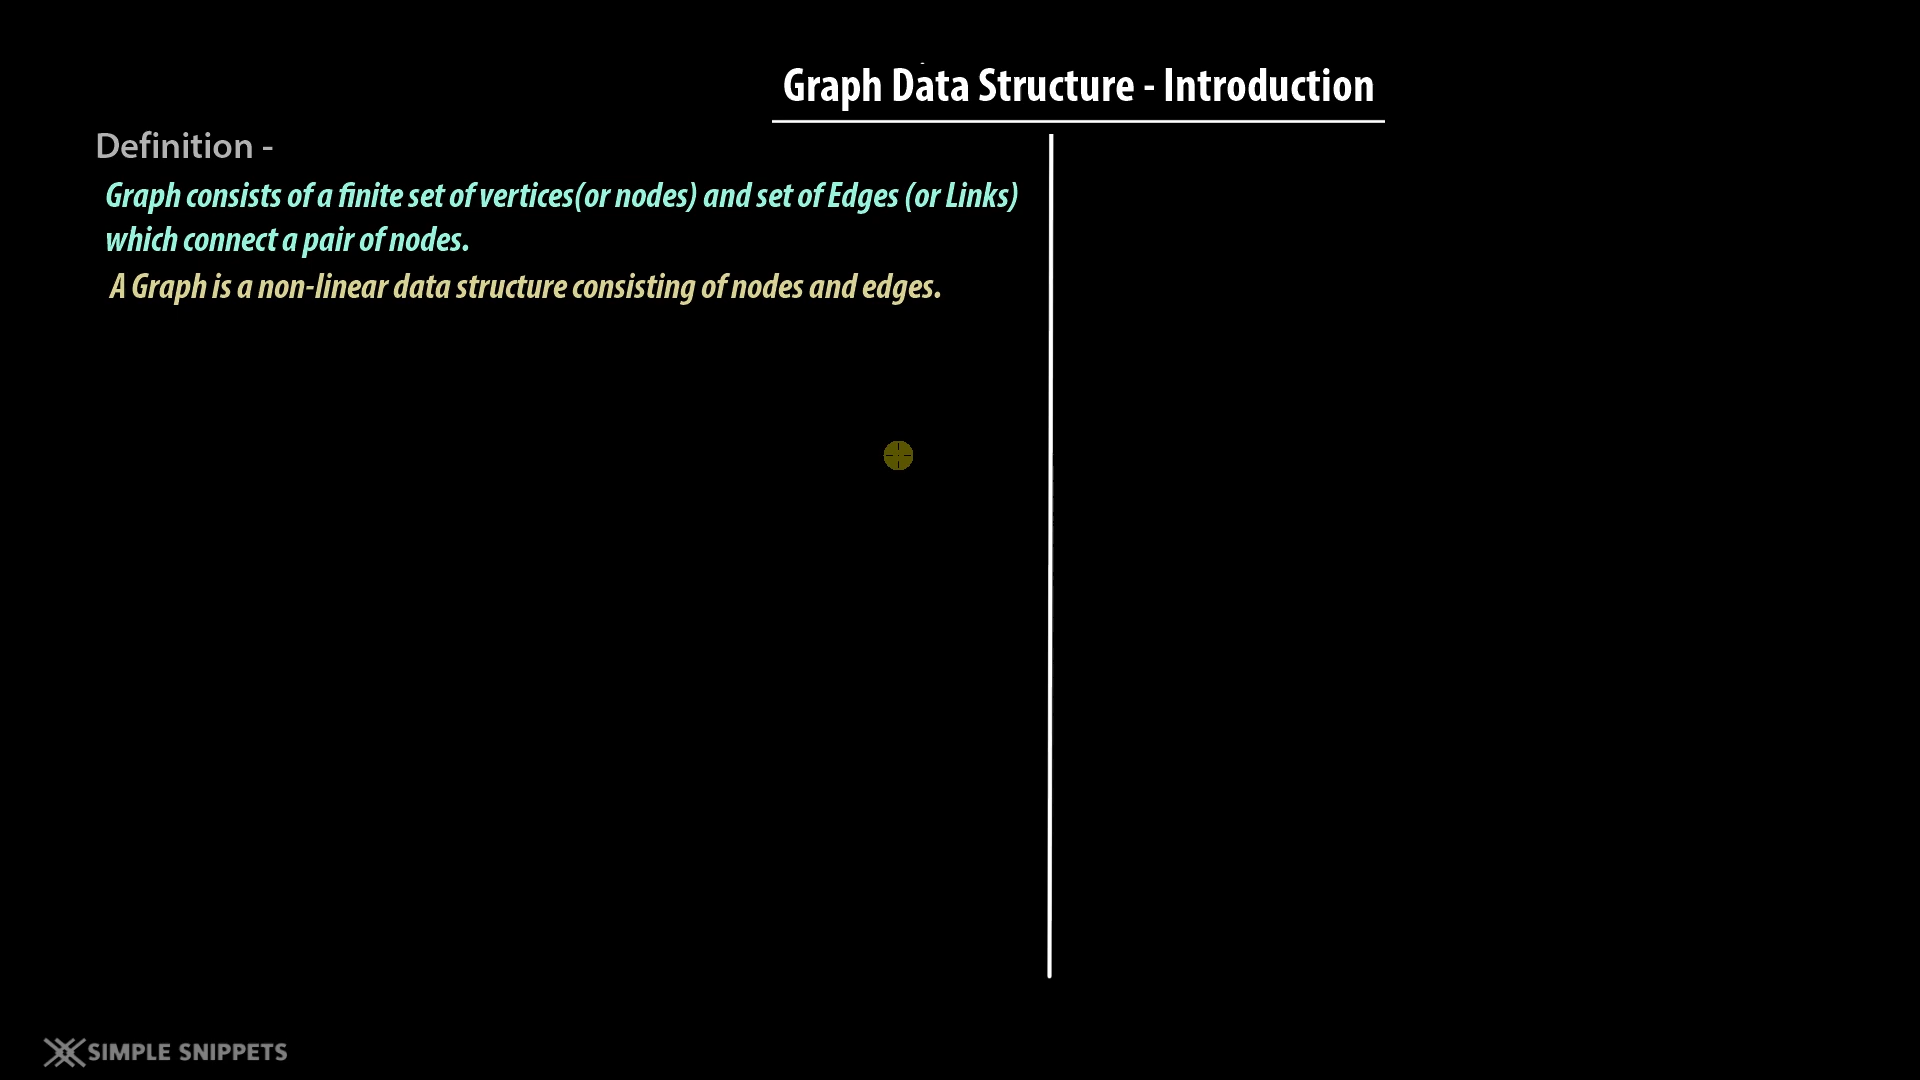 Graph Data Structure - Introduction
Definition -
Graph consists of a finite set of vertices(or nodes) and set of Edges (or Links)
which connect a pair of nodes.
A Graph is a non-linear data structure consisting of nodes and edges.
SIMPLE SNIPPETS